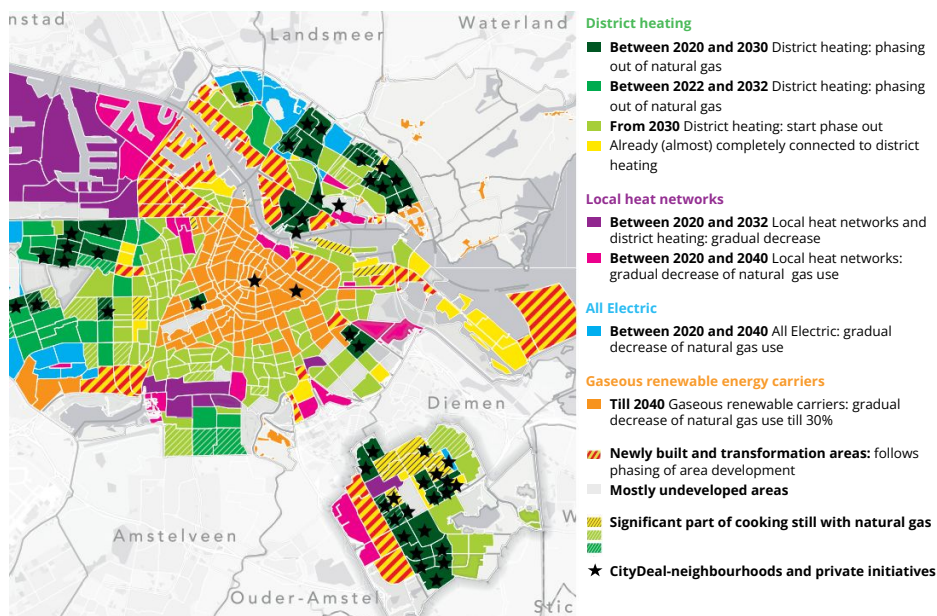 nstad
Waterland
Landsmeer
Diemen
Amstelveen
Ouder-Amstel
W
Stic
District heating
Between 2020 and 2030 District heating: phasing
out of natural gas
Between 2022 and 2032 District heating: phasing
out of natural gas
From 2030 District heating: start phase out
Already (almost) completely connected to district
heating
Local heat networks
Between 2020 and 2032 Local heat networks and
district heating: gradual decrease
Between 2020 and 2040 Local heat networks:
gradual decrease of natural gas use
All Electric
Between 2020 and 2040 All Electric: gradual
decrease of natural gas use
Gaseous renewable energy carriers
Till 2040 Gaseous renewable carriers: gradual
decrease of natural gas use till 30%
Newly built and transformation areas: follows
phasing of area development
Mostly undeveloped areas
Significant part of cooking still with natural gas
CityDeal-neighbourhoods and private initiatives